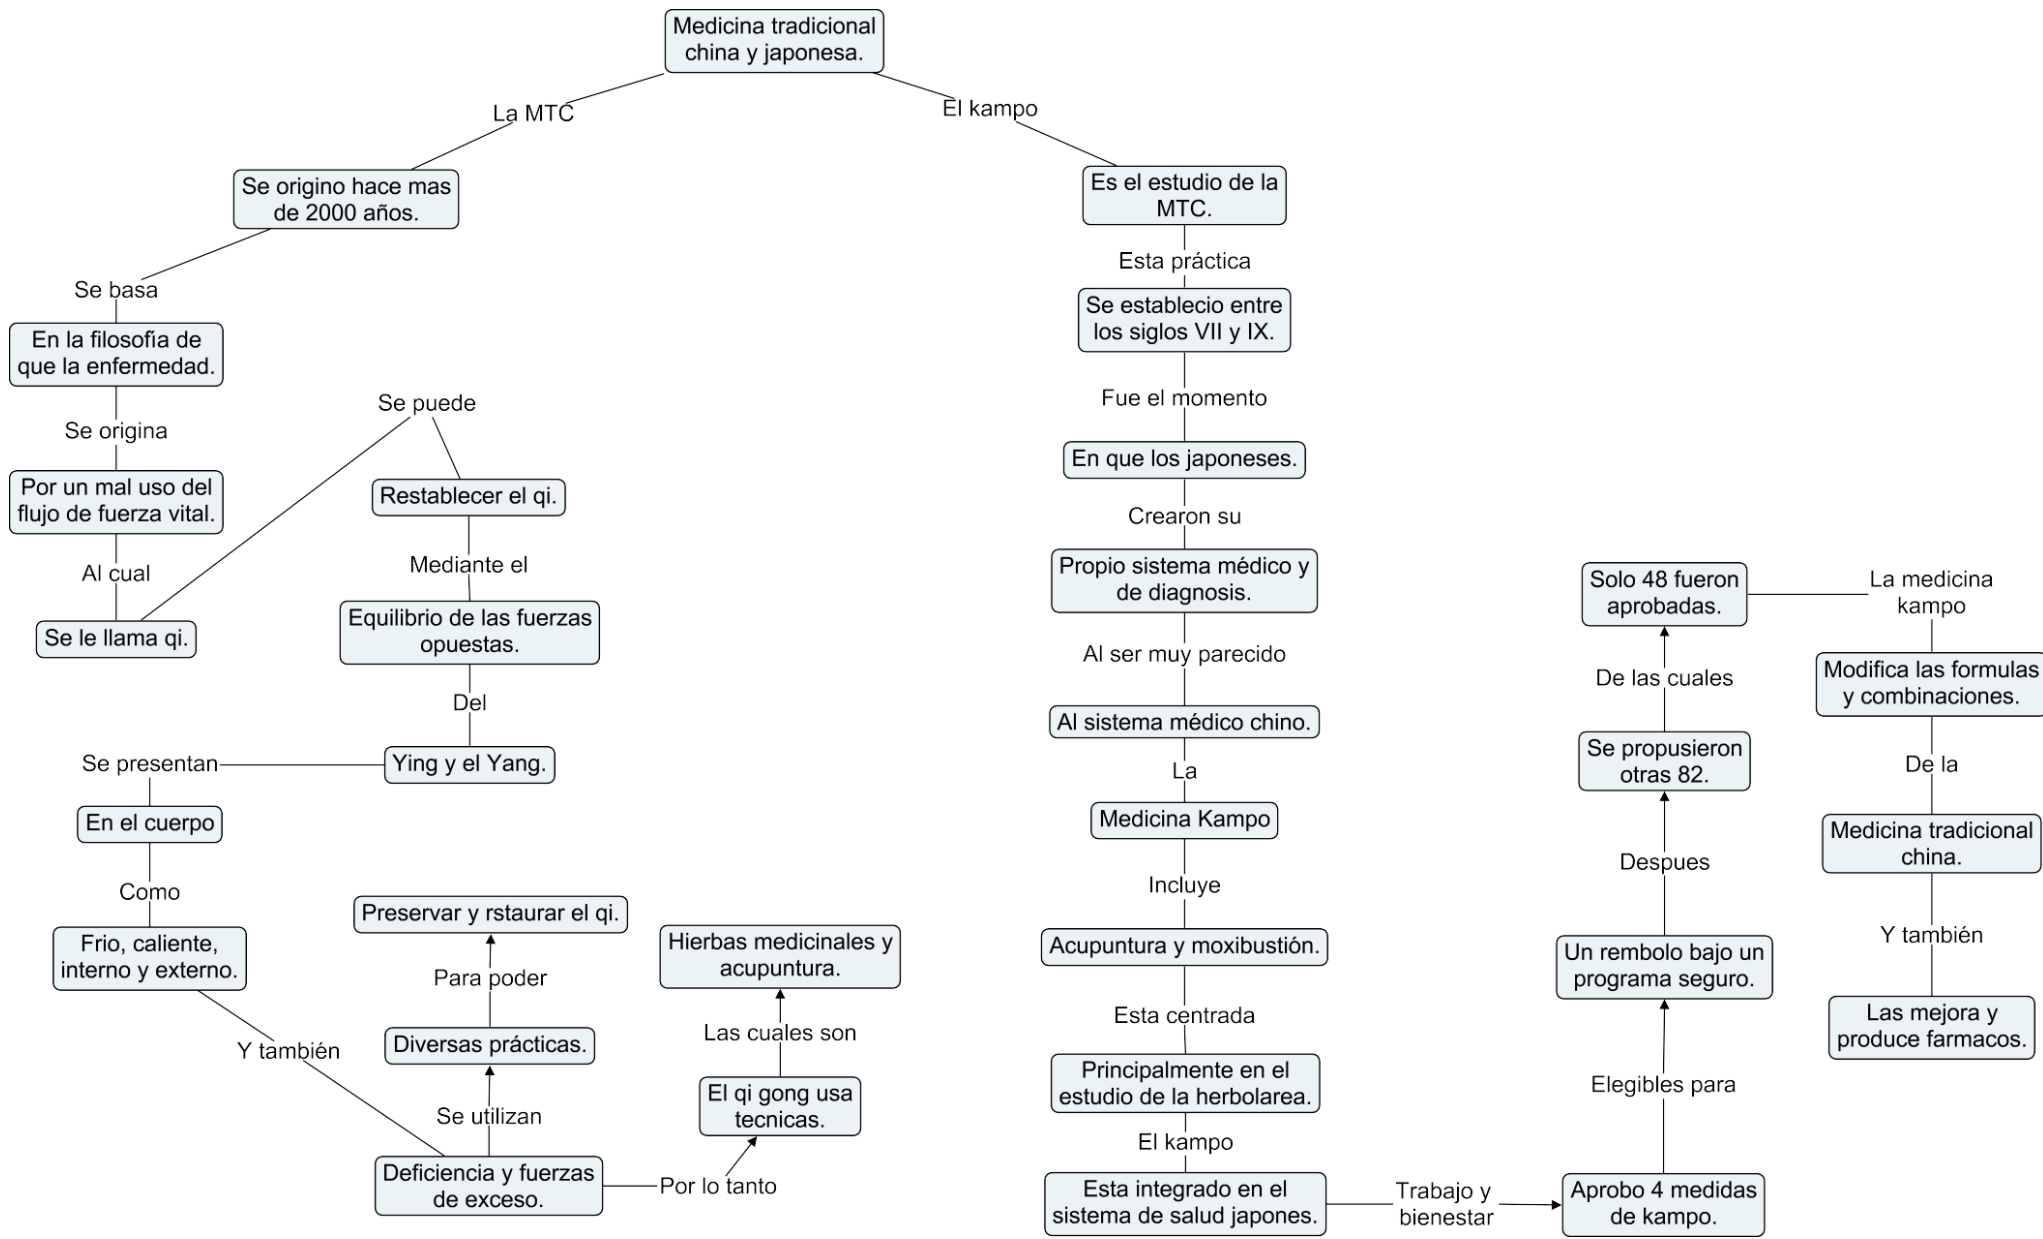 Medicina tradicional
china y japonesa.
La MTC
Se origino hace mas
de 2000 años.
Se basa
En la filosofía de
que la enfermedad.
Se origina
Por un mal uso del
flujo de fuerza vital.
Al cual
Se le llama qi.
Se puede
Restablecer el qi.
Mediante el
Equilibrio de las fuerzas
opuestas.
Del
Ying y el Yang.
Se presentan
En el cuerpo
Como
Frio, caliente,
interno y externo.
Y también
Deficiencia y fuerzas
de exceso.
Se utilizan
Diversas prácticas.
Para poder
Preservar y rstaurar el qi.
Por lo tanto
El qi gong usa
tecnicas.
Las cuales son
Hierbas medicinales y
acupuntura.
El kampo
Es el estudio de la
MTC.
Esta práctica
Se establecio entre
los siglos VII y IX.
Fue el momento
En que los japoneses.
Crearon su
Propio sistema médico y
de diagnosis.
Al ser muy parecido
Al sistema médico chino.
La
Medicina Kampo
Incluye
Acupuntura y moxibustión.
Esta centrada
Principalmente en el
estudio de la herbolarea.
El kampo
Esta integrado en el
sistema de salud japones.
Trabajo y
bienestar
Aprobo 4 medidas
de kampo.
Elegibles para
Un rembolo bajo un
programa seguro.
Despues
Se propusieron
otras 82.
De las cuales
Solo 48 fueron
aprobadas.
La medicina
kampo
Modifica las formulas
y combinaciones.
De la
Medicina tradicional
china.
Y también
Las mejora y
produce farmacos.